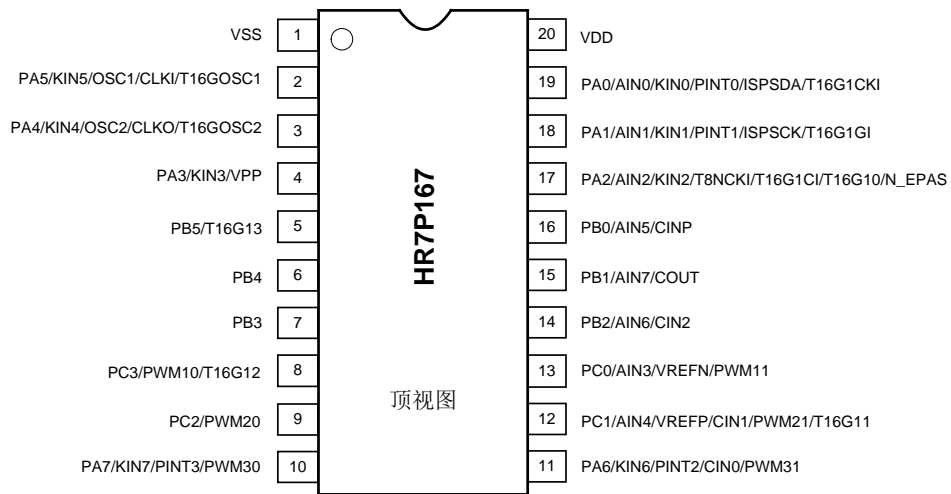 VSS 1 20 VDD
PA5/KIN5/OSC1/CLKI/T16GOSC1 2 19 PA0/AIN0/KIN0/PINT0/ISPSDA/T16G1CKI
PA4/KIN4/OSC2/CLKO/T16GOSC2 3 18 PA1/AIN1/KIN1/PINT1/ISPSCK/T16G1GI
PA3/KIN3/VPP 4 17 PA2/AIN2/KIN2/T8NCKI/T16G1CI/T16G10/N_EPAS
PB5/T16G13 5 16 PB0/AIN5/CINP
HR7P167
PB4 6 15 PB1/AIN7/COUT
PB3 7 14 PB2/AIN6/CIN2
PC3/PWM10/T16G12 8 13 PC0/AIN3/VREFN/PWM11
顶视图
PC2/PWM20 9 12 PC1/AIN4/VREFP/CIN1/PWM21/T16G11
PA7/KIN7/PINT3/PWM30 10 11 PA6/KIN6/PINT2/CIN0/PWM31